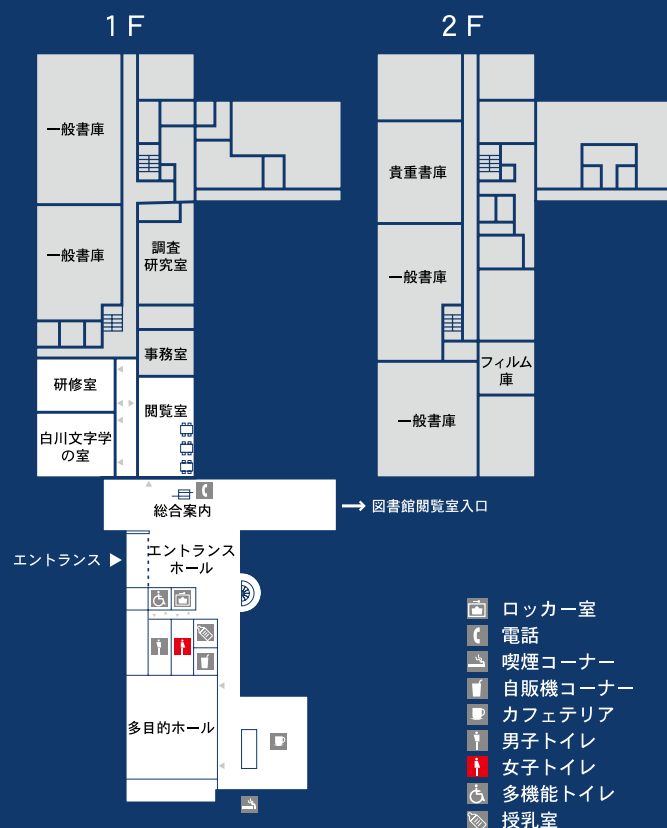 1F
一般書庫
一般書庫
調査
研究室
事務室
研修室
閲覧室
白川文字学
の室
総合案内
図書館閲覧室入口
エントランス
エントランス
ホール
多目的ホール
2F
貴重書庫
一般書庫
フィルム
庫
一般書庫
ロッカー室
電話
喫煙コーナー
自販機コーナー
カフェテリア
男子トイレ
女子トイレ
多機能トイレ
授乳室